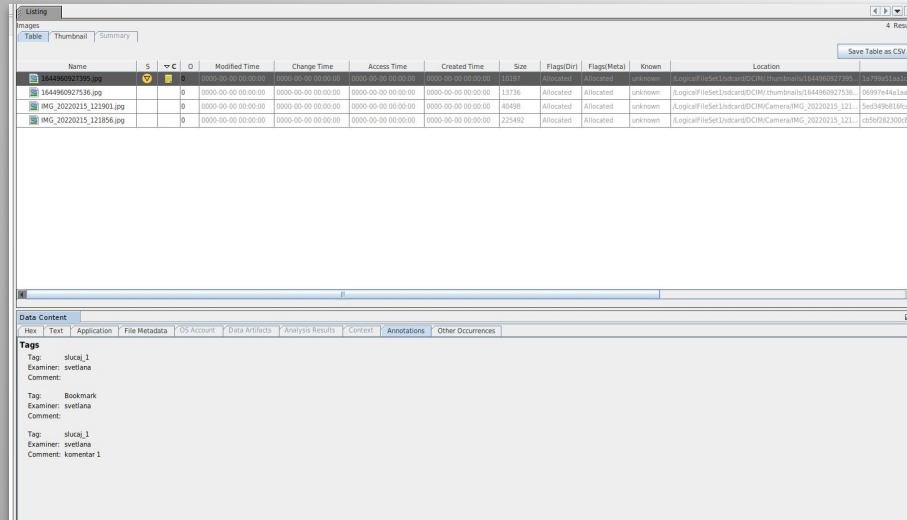 Listing
Images
4 Resu
Table Thumbnail Summary
Save Table as CSV
Name S C O Modified Time Change Time Access Time Created Time Size Flags(Dir) Flags(Meta) Known Location
1644960927395.jpg 0 0000-00-00 00:00:00 0000-00-00 00:00:00 0000-00-00 00:00:00 0000-00-00 00:00:00 10197 Allocated Allocated unknown /LogicalFileSet1/sdcard/DCIM/.thumbnails/1644960927395...
1644960927536.jpg 0 0000-00-00 00:00:00 0000-00-00 00:00:00 0000-00-00 00:00:00 0000-00-00 00:00:00 13736 Allocated Allocated unknown /LogicalFileSet1/sdcard/DCIM/.thumbnails/1644960927536...
IMG_20220215_121901.jpg 0 0000-00-00 00:00:00 0000-00-00 00:00:00 0000-00-00 00:00:00 0000-00-00 00:00:00 40498 Allocated Allocated unknown /LogicalFileSet1/sdcard/DCIM/Camera/IMG_20220215_121...
IMG_20220215_121856.jpg 0 0000-00-00 00:00:00 0000-00-00 00:00:00 0000-00-00 00:00:00 0000-00-00 00:00:00 225492 Allocated Allocated unknown /LogicalFileSet1/sdcard/DCIM/Camera/IMG_20220215_121...
Data Content
Hex Text Application File Metadata OS Account Data Artifacts Analysis Results Context Annotations Other Occurrences
Tags
Tag: slucaj_1
Examiner: svetlana
Comment:
Tag: Bookmark
Examiner: svetlana
Comment:
Tag: slucaj_1
Examiner: svetlana
Comment: komentar 1